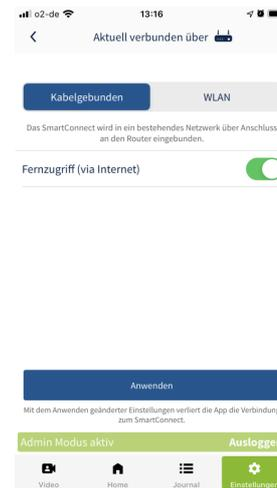 o2-de 13:16
Aktuell verbunden über
Kabelgebunden WLAN
Das SmartConnect wird in ein bestehendes Netzwerk über Anschluss
an den Router eingebunden.
Fernzugriff (via Internet)
Anwenden
Mit dem Anwenden geänderter Einstellungen verliert die App die Verbindung
zum SmartConnect.
Admin Modus aktiv Auslogge
Video Home Journal Einstellungen